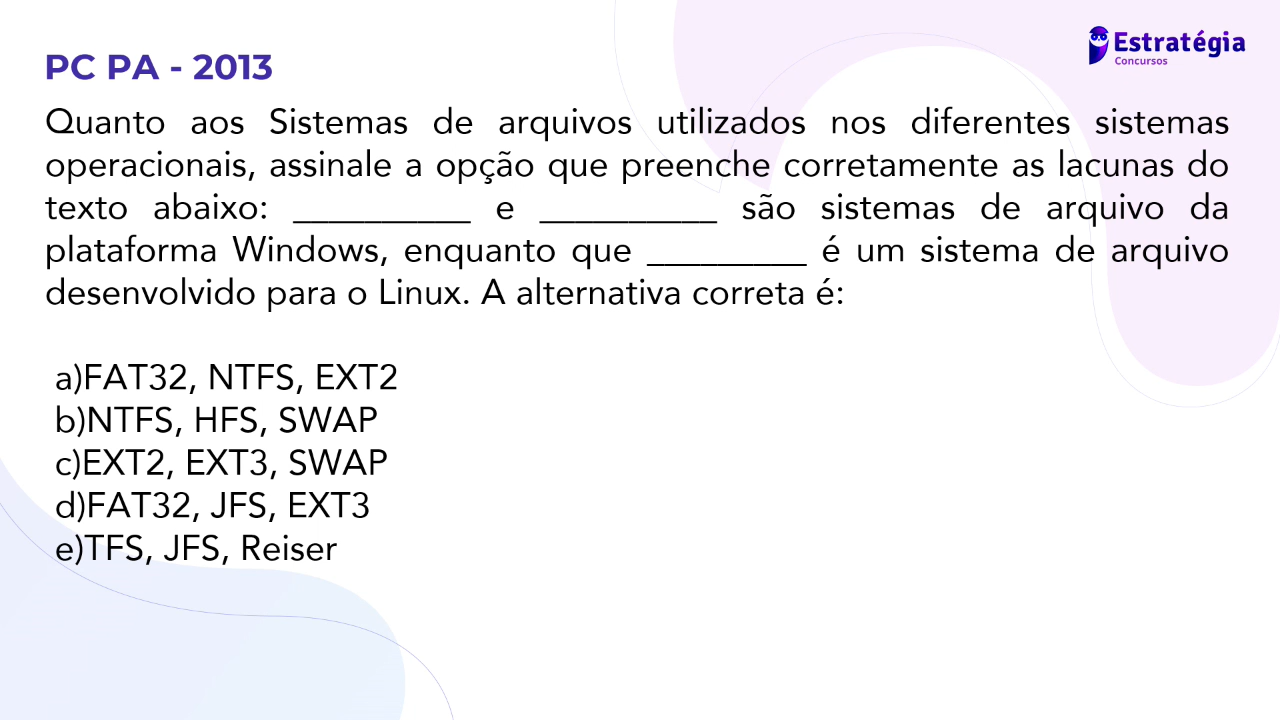 PC PA - 2013
Estratégia
Concursos
Quanto aos Sistemas de arquivos utilizados nos diferentes sistemas
operacionais, assinale a opção que preenche corretamente as lacunas do
texto abaixo: __________ e __________ são sistemas de arquivo da
plataforma Windows, enquanto que _________ é um sistema de arquivo
desenvolvido para o Linux. A alternativa correta é:
a)FAT32, NTFS, EXT2
b)NTFS, HFS, SWAP
c)EXT2, EXT3, SWAP
d)FAT32, JFS, EXT3
e)TFS, JFS, Reiser